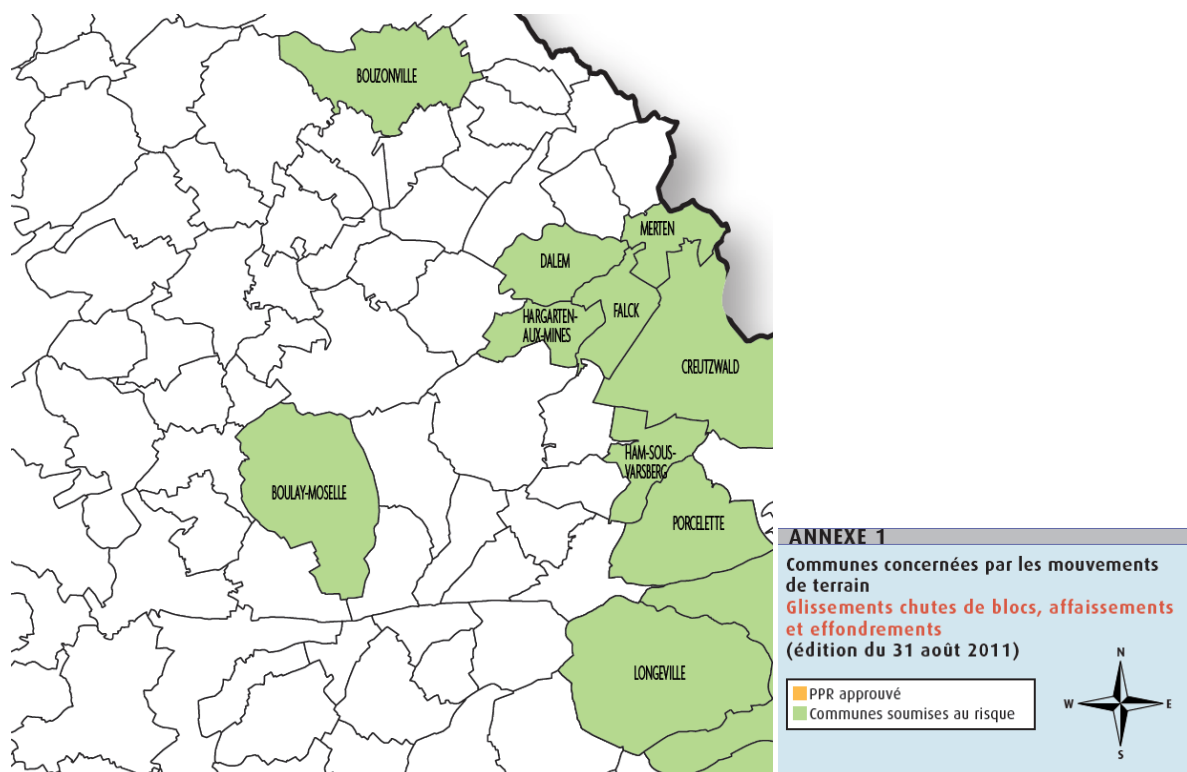 BOUZONVILLE
MERTEN
DALEM
HARGARTEN-
AUX-MINES
FALCK
CREUTZWALD
HAM-SOUS-
VARSBERG
BOULAY-MOSELLE
PORCELETTE
LONGEVILLE
ANNEXE 1
Communes concernées par les mouvements
de terrain
Glissements chutes de blocs, affaissements
et effondrements
(édition du 31 août 2011)
PPR approuvé
Communes soumises au risque
N
W
E
S